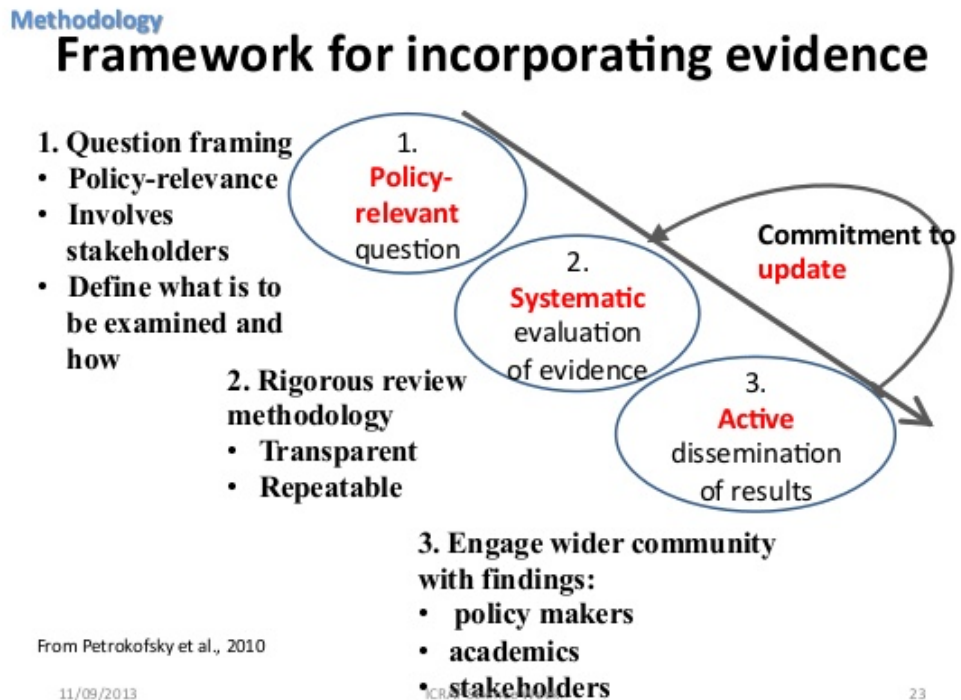 Methodology
Framework for incorporating evidence
1. Question framing
• Policy-relevance
• Involves
stakeholders
• Define what is to
be examined and
how
1.
Policy-
relevant
question
2.
Systematic
evaluation
of evidence
Commitment to
update
3.
Active
dissemination
of results
2. Rigorous review
methodology
• Transparent
• Repeatable
3. Engage wider community
with findings:
• policy makers
• academics
• stakeholders
From Petrokofsky et al., 2010
11/09/2013
23